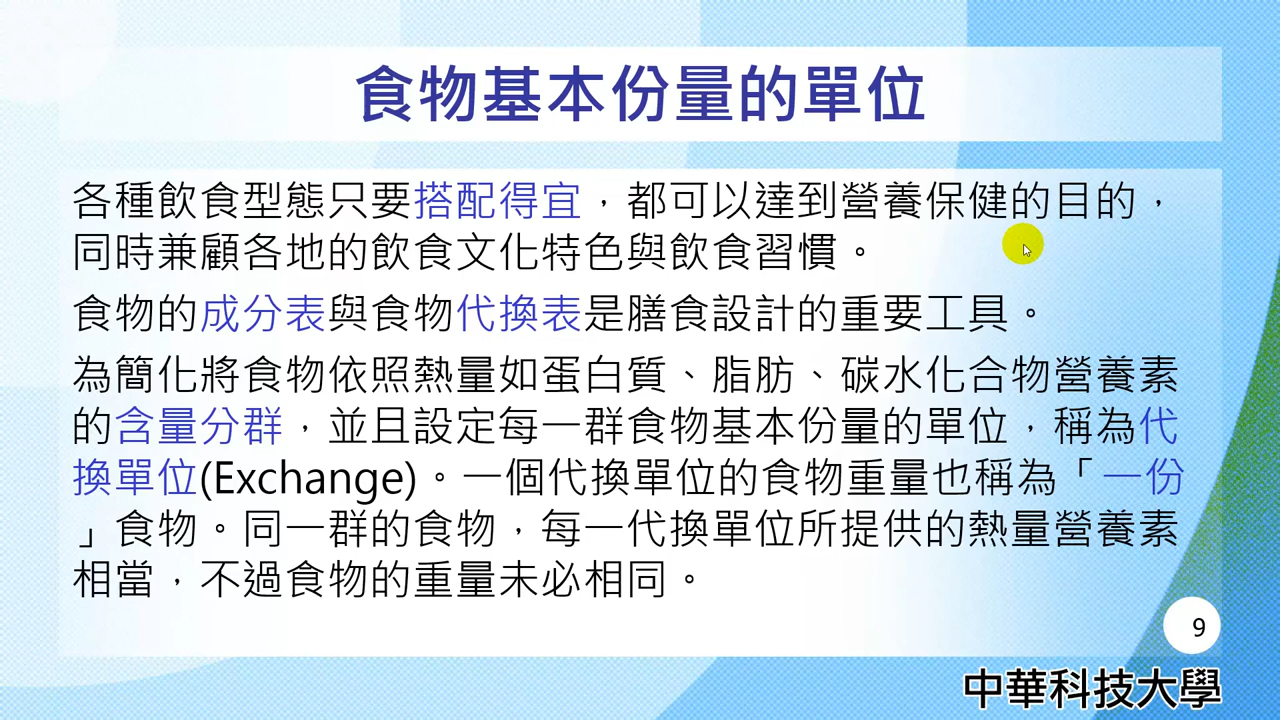 食物基本份量的單位
各種飲食型態只要搭配得宜，都可以達到營養保健的目的，
同時兼顧各地的飲食文化特色與飲食習慣。
食物的成分表與食物代換表是膳食設計的重要工具。
為簡化將食物依照熱量如蛋白質、脂肪、碳水化合物營養素
的含量分群，並且設定每一群食物基本份量的單位，稱為代
換單位(Exchange)。一個代換單位的食物重量也稱為「一份
」食物。同一群的食物，每一代換單位所提供的熱量營養素
相當，不過食物的重量未必相同。
9
中華科技大學